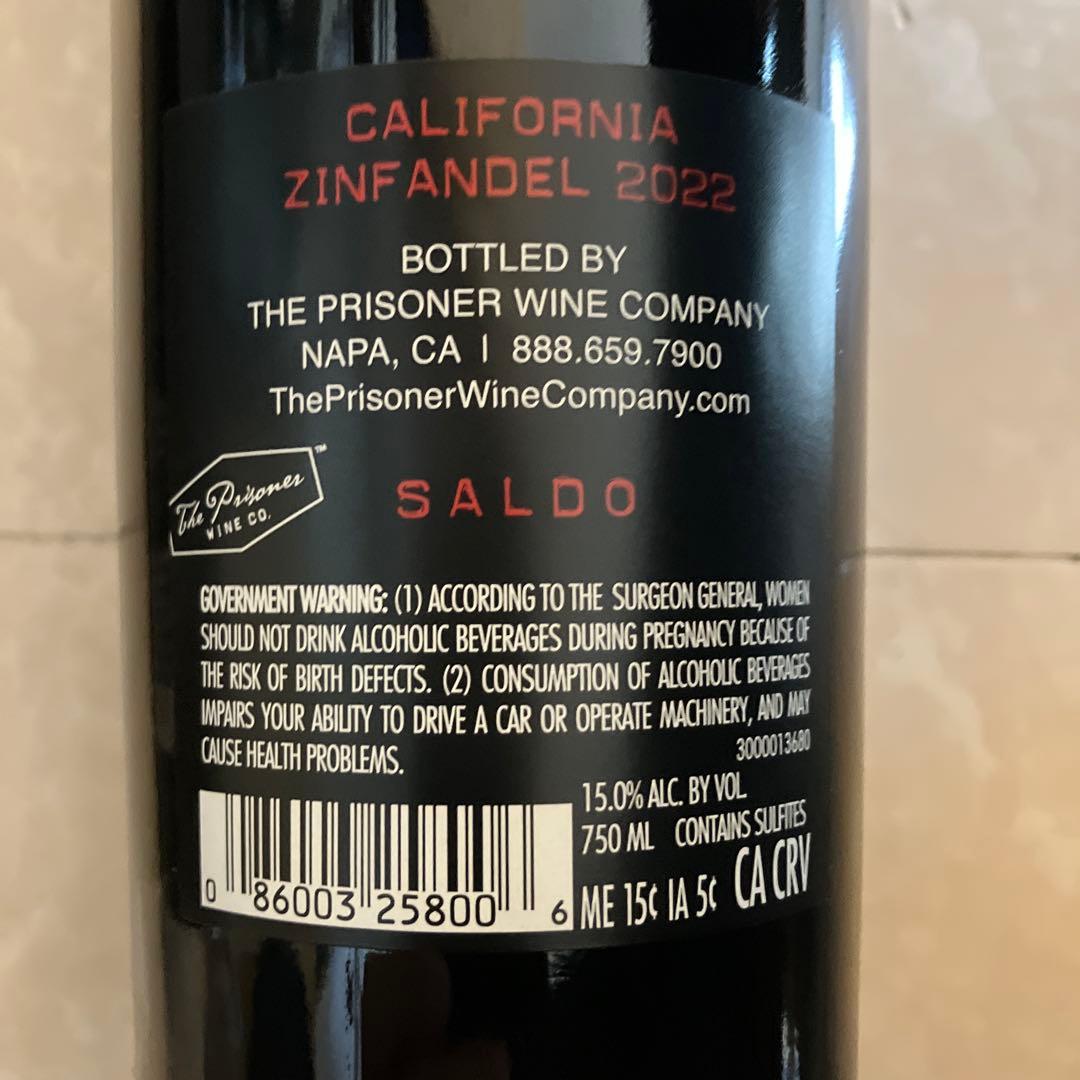 CALIFORNIA
ZINFANDEL 2022
BOTTLED BY
THE PRISONER WINE COMPANY
NAPA, CA | 888.659.7900
ThePrisonerWineCompany.com
The Prisoner™
WINE CO.
SALDO
GOVERNMENT WARNING: (1) ACCORDING TO THE SURGEON GENERAL, WOMEN
SHOULD NOT DRINK ALCOHOLIC BEVERAGES DURING PREGNANCY BECAUSE OF
THE RISK OF BIRTH DEFECTS. (2) CONSUMPTION OF ALCOHOLIC BEVERAGES
IMPAIRS YOUR ABILITY TO DRIVE A CAR OR OPERATE MACHINERY, AND MAY
CAUSE HEALTH PROBLEMS.
3000013680
15.0% ALC. BY VOL.
750 ML CONTAINS SULFITES
ME 15¢ IA 5¢ CA CRV
0 86003 25800 6